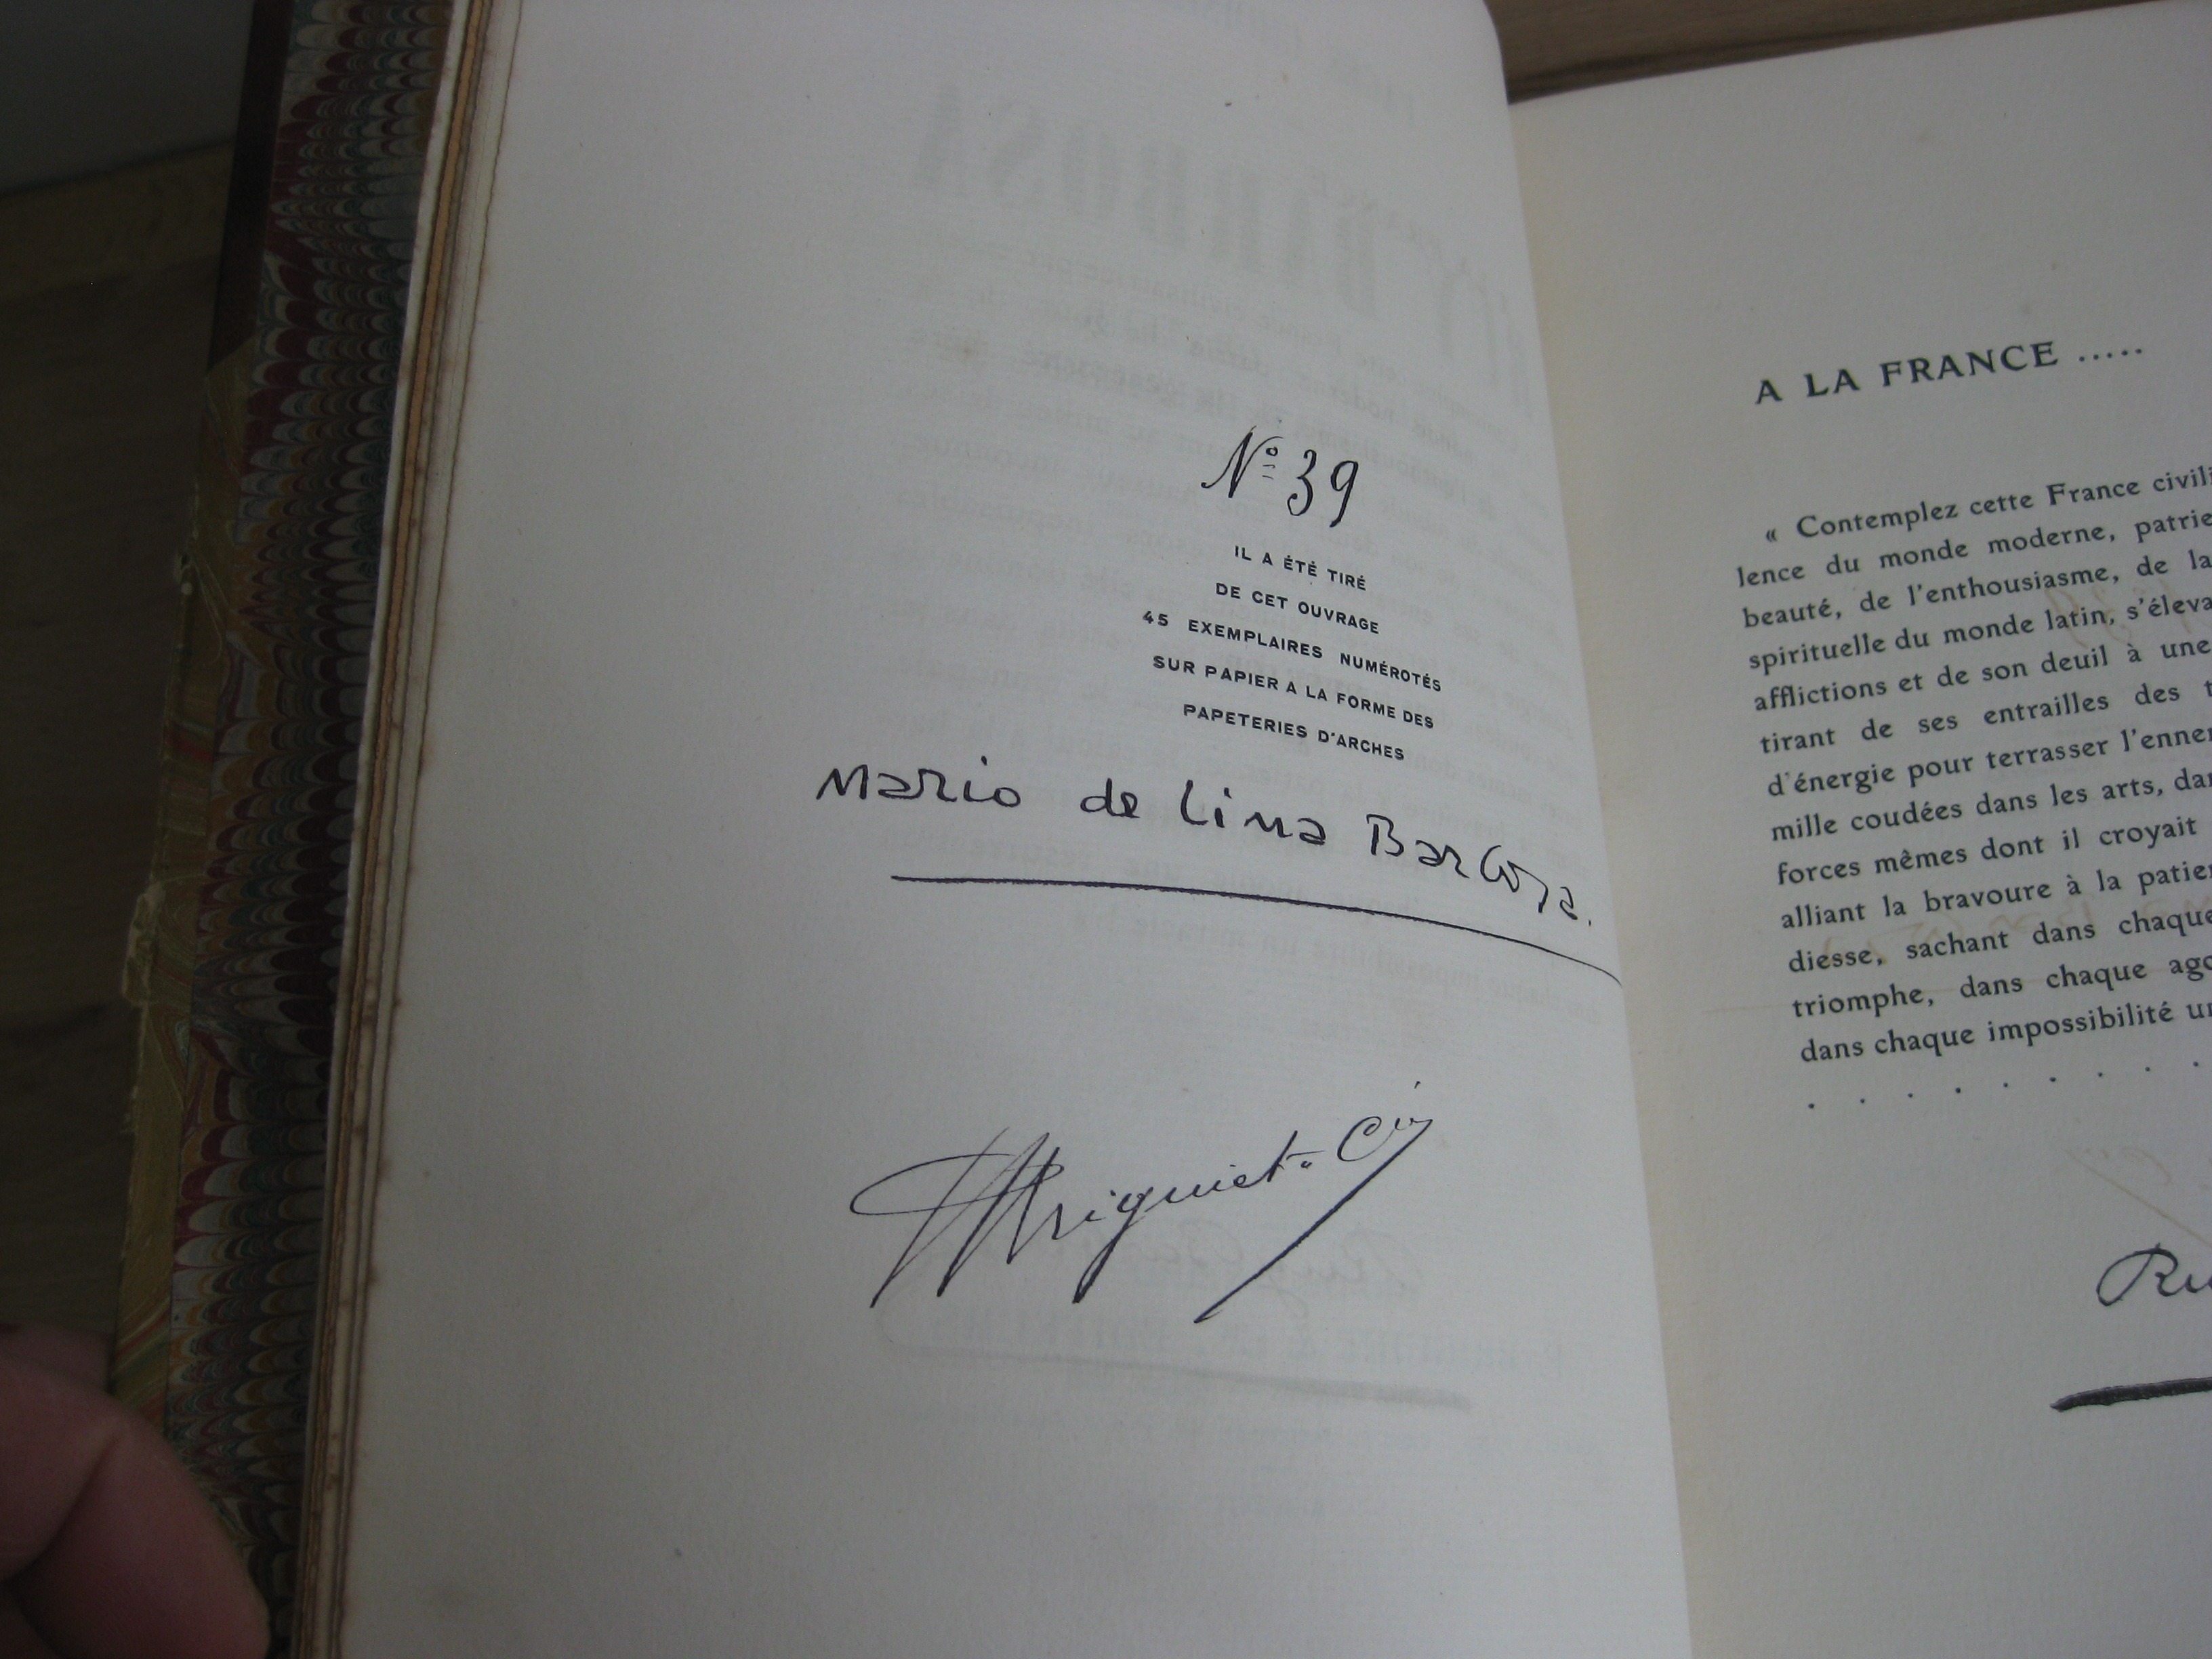 N° 39
IL A ÉTÉ TIRÉ
DE CET OUVRAGE
45 EXEMPLAIRES NUMÉROTÉS
SUR PAPIER A LA FORME DES
PAPETERIES D'ARCHES
Mario de Lima Barbosa.
A LA FRANCE .....
« Contemplez cette France civili
lence du monde moderne, patrie
beauté, de l'enthousiasme, de la
spirituelle du monde latin, s'éleva
afflictions et de son deuil à une
tirant de ses entrailles des t
d'énergie pour terrasser l'enne
mille coudées dans les arts, da
forces mêmes dont il croyait
alliant la bravoure à la patie
diesse, sachant dans chaque
triomphe, dans chaque ago
dans chaque impossibilité u
. . . . . . . . .
Ru